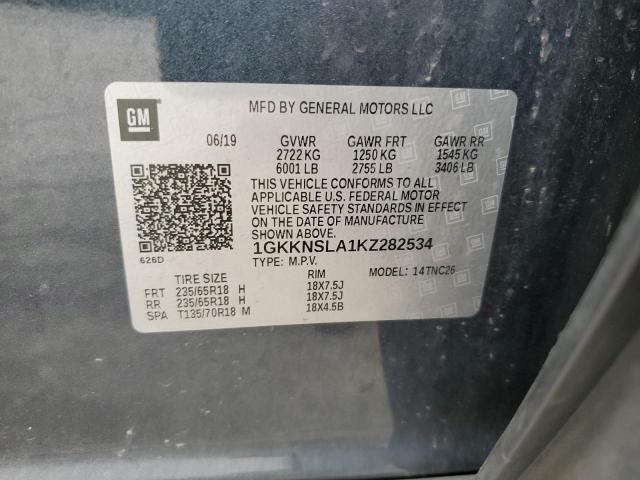 GM
MFD BY GENERAL MOTORS LLC
06/19 GVWR GAWR FRT GAWR RR
2722 KG 1250 KG 1545 KG
6001 LB 2755 LB 3406 LB
THIS VEHICLE CONFORMS TO ALL
APPLICABLE U.S. FEDERAL MOTOR
VEHICLE SAFETY STANDARDS IN EFFECT
ON THE DATE OF MANUFACTURE
SHOWN ABOVE.
626D
1GKKNSLA1KZ282534
TYPE: M.P.V. MODEL: 14TNC26
TIRE SIZE RIM
FRT 235/65R18 H 18X7.5J
RR 235/65R18 H 18X7.5J
SPA T135/70R18 M 18X4.5B